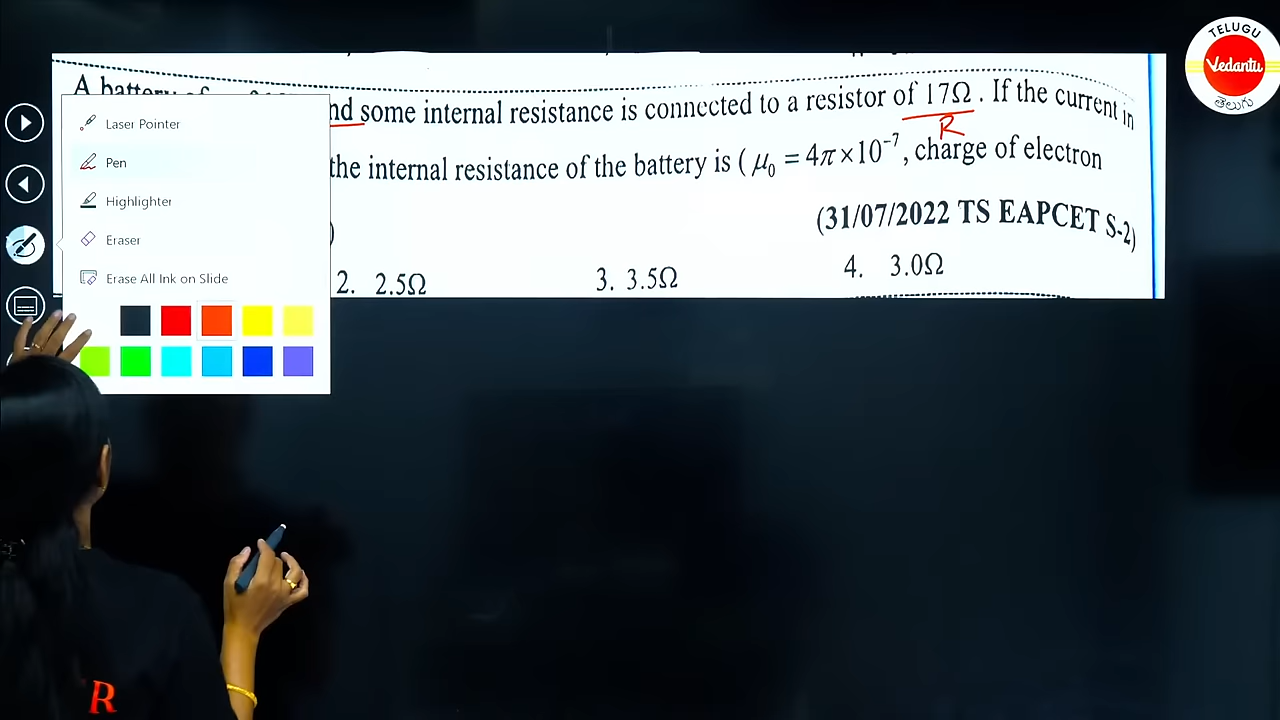 TELUGU
Vedantu
తెలుగు
A battery of
nd some internal resistance is connected to a resistor of 17Ω . If the current in
R
the internal resistance of the battery is ( μ₀ = 4π×10⁻⁷, charge of electron
(31/07/2022 TS EAPCET S-2)
)
2. 2.5Ω 3. 3.5Ω 4. 3.0Ω
Laser Pointer
Pen
Highlighter
Eraser
Erase All Ink on Slide
R